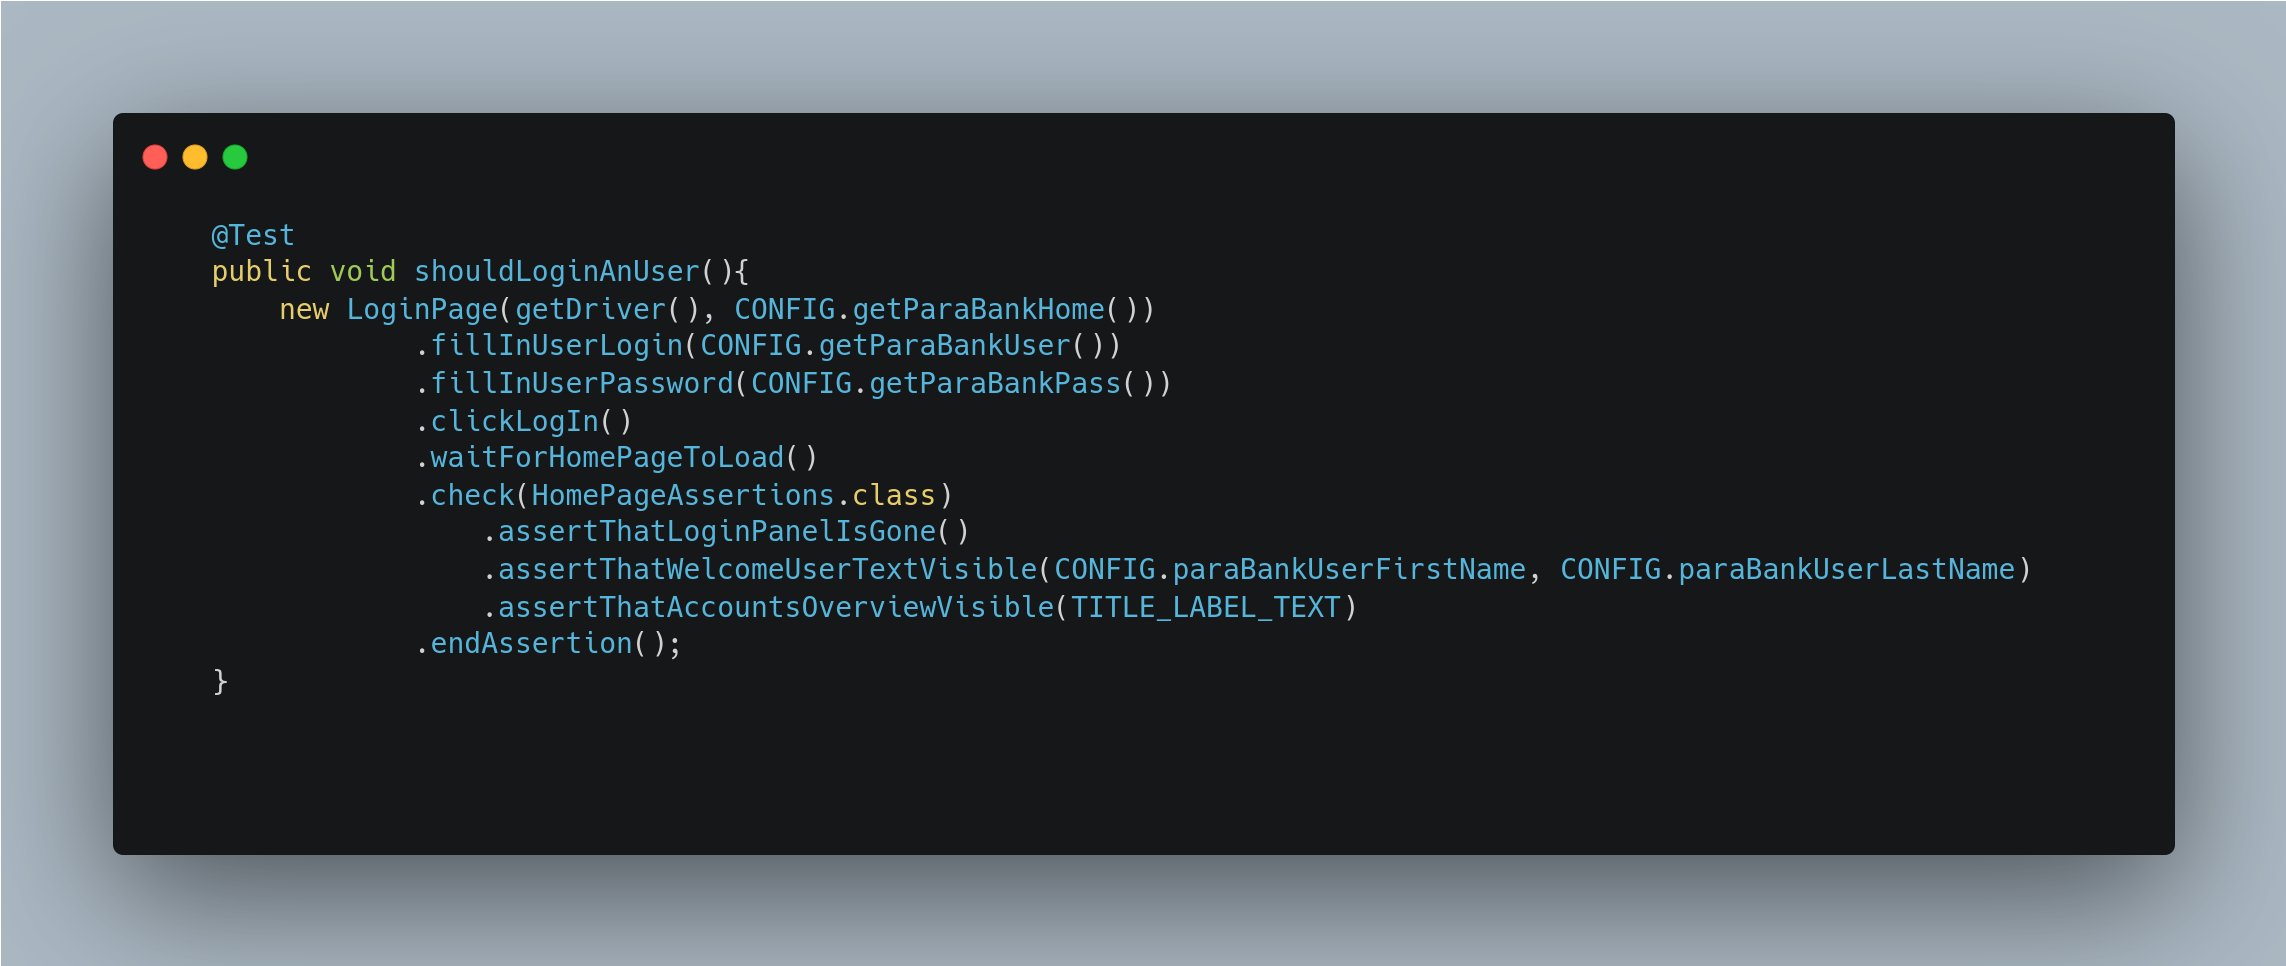 @Test
public void shouldLoginAnUser(){
    new LoginPage(getDriver(), CONFIG.getParaBankHome())
            .fillInUserLogin(CONFIG.getParaBankUser())
            .fillInUserPassword(CONFIG.getParaBankPass())
            .clickLogIn()
            .waitForHomePageToLoad()
            .check(HomePageAssertions.class)
                .assertThatLoginPanelIsGone()
                .assertThatWelcomeUserTextVisible(CONFIG.paraBankUserFirstName, CONFIG.paraBankUserLastName)
                .assertThatAccountsOverviewVisible(TITLE_LABEL_TEXT)
            .endAssertion();
}